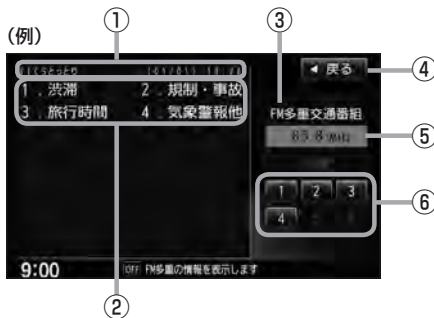 ①
③
(例)
◀ 戻る
④
1．渋滞 2．規制・事故
3．旅行時間 4．気象警報他
FM多重交通番組
⑤
1 2 3
4
⑥
9:00
OFF FM多重の情報を表示します
②